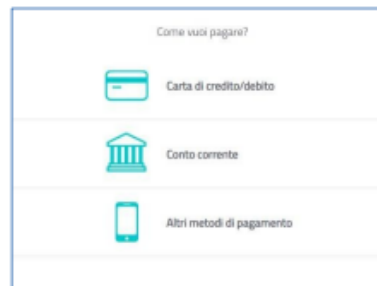 Come vuoi pagare?
Carta di credito/debito
Conto corrente
Altri metodi di pagamento